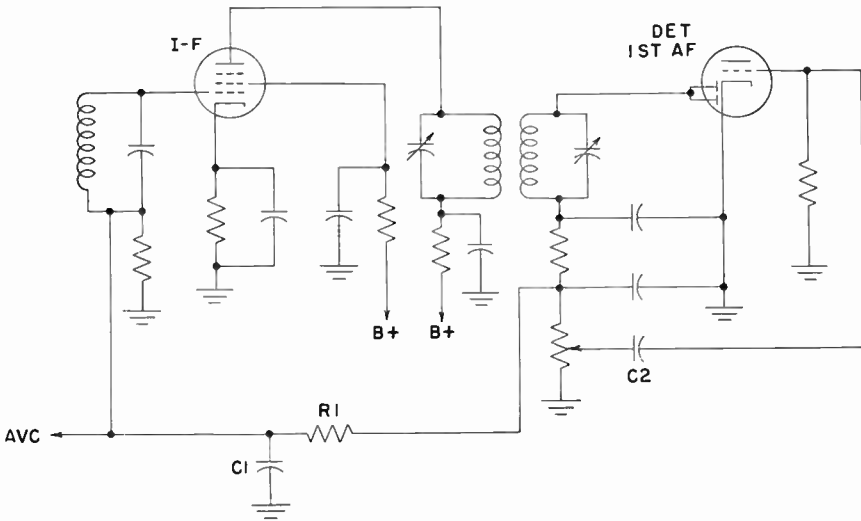 I-F
DET
1ST AF
B+
B+
C2
R1
AVC
C1